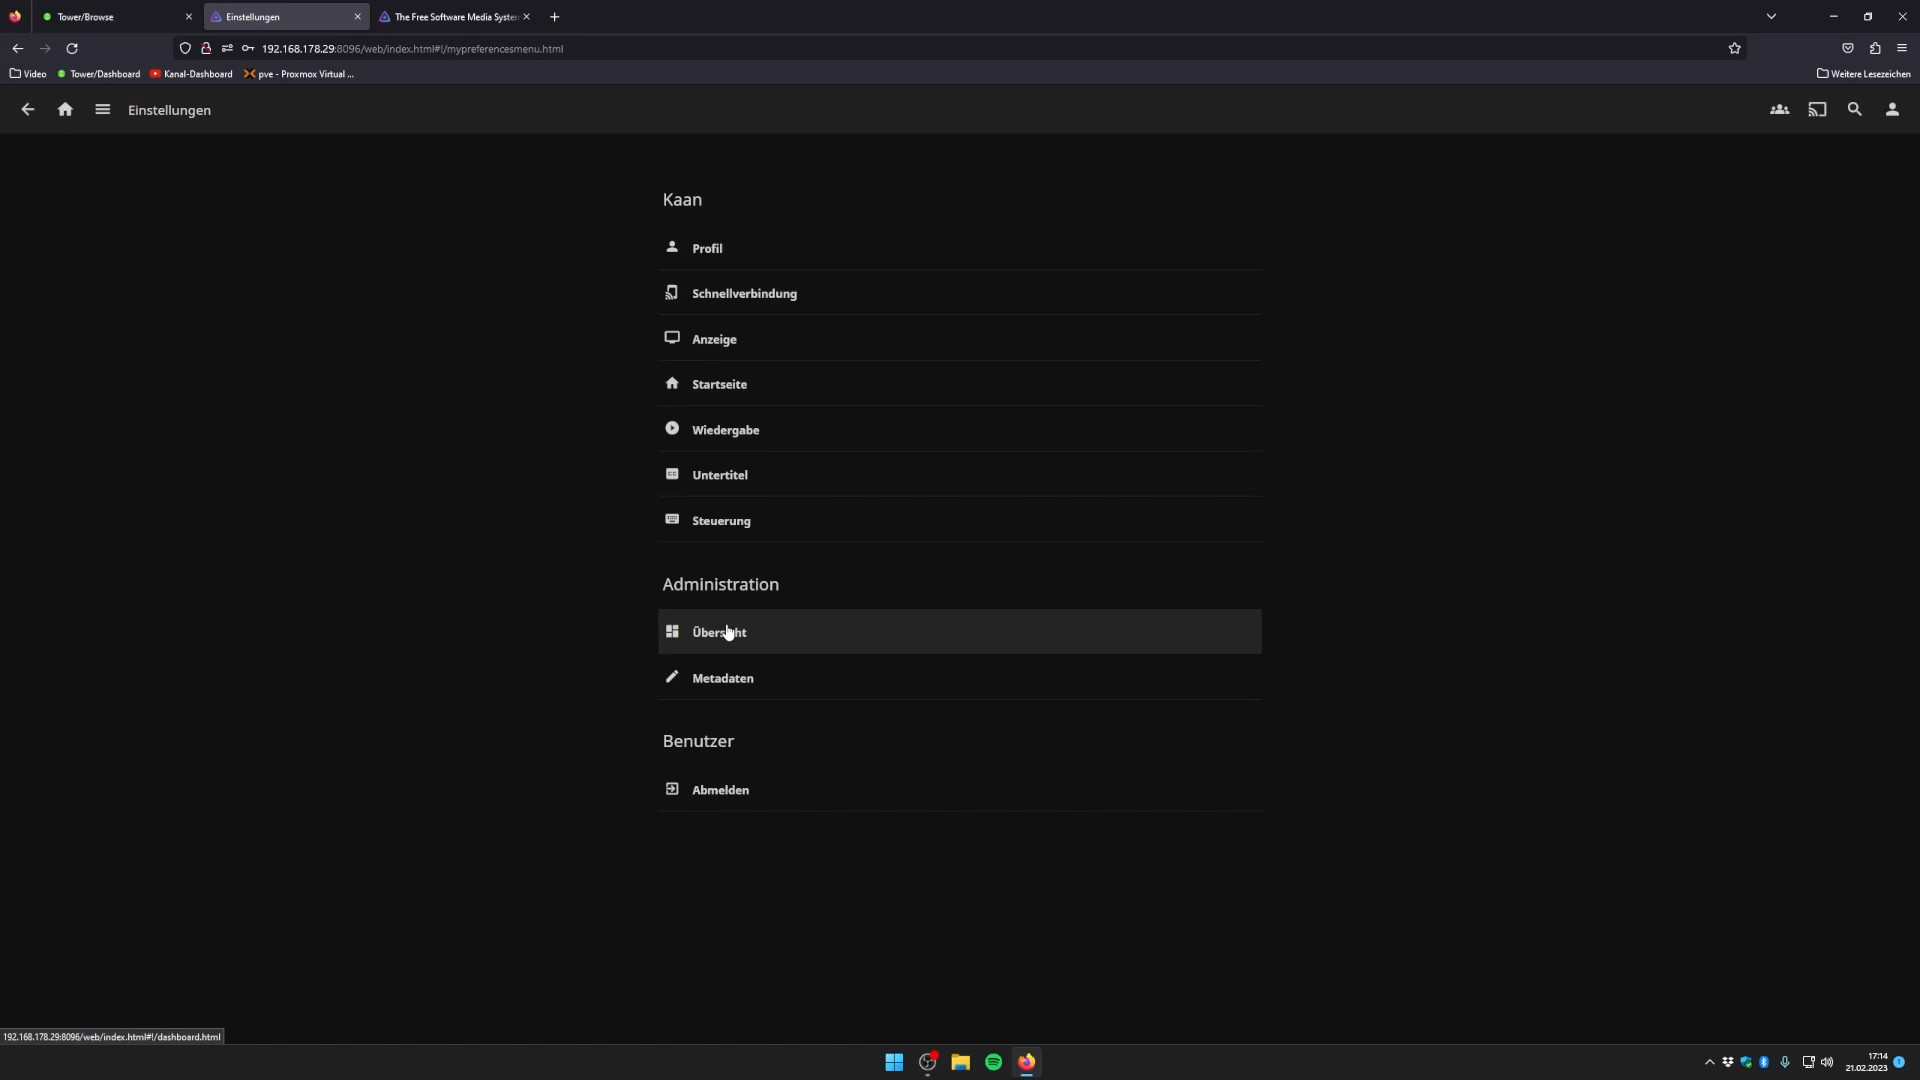 Tower/Browse
Einstellungen
The Free Software Media System
192.168.178.29:8096/web/index.html#!/mypreferencesmenu.html
Video
Tower/Dashboard
Kanal-Dashboard
pve - Proxmox Virtual ...
Weitere Lesezeichen
Einstellungen
Kaan
Profil
Schnellverbindung
Anzeige
Startseite
Wiedergabe
Untertitel
Steuerung
Administration
Übersicht
Metadaten
Benutzer
Abmelden
192.168.178.29:8096/web/index.html#!/dashboard.html
17:14
21.02.2023
1